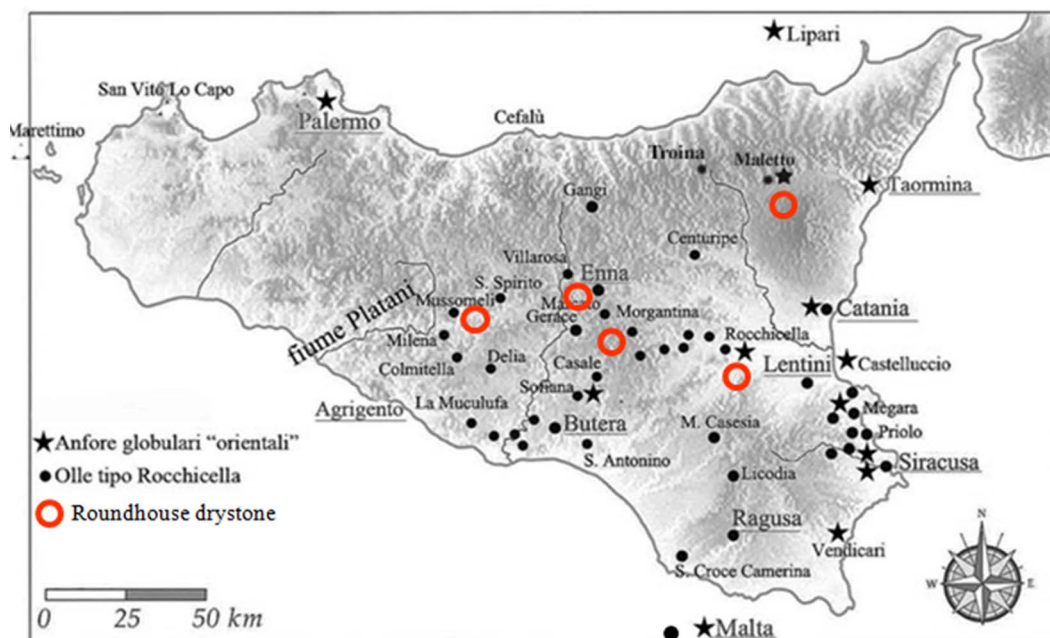 Lipari
San Vito Lo Capo
Marettimo
Palermo
Cefalù
Troina
Maletto
Taormina
Gangi
Centuripe
Villarosa
Enna
S. Spirito
Mussomeli
fiume Platani
Gerace
Morgantina
Catania
Milena
Rocchicella
Colmitella
Delia
Casale
Lentini
Castelluccio
Sofiana
Agrigento
La Muculufa
Butera
M. Casesia
Megara
Priolo
S. Antonino
Siracusa
Licodia
Ragusa
Vendicari
S. Croce Camerina
Malta
Anfore globulari “orientali”
Olle tipo Rocchicella
Roundhouse drystone
0 25 50 km
N
W E
S